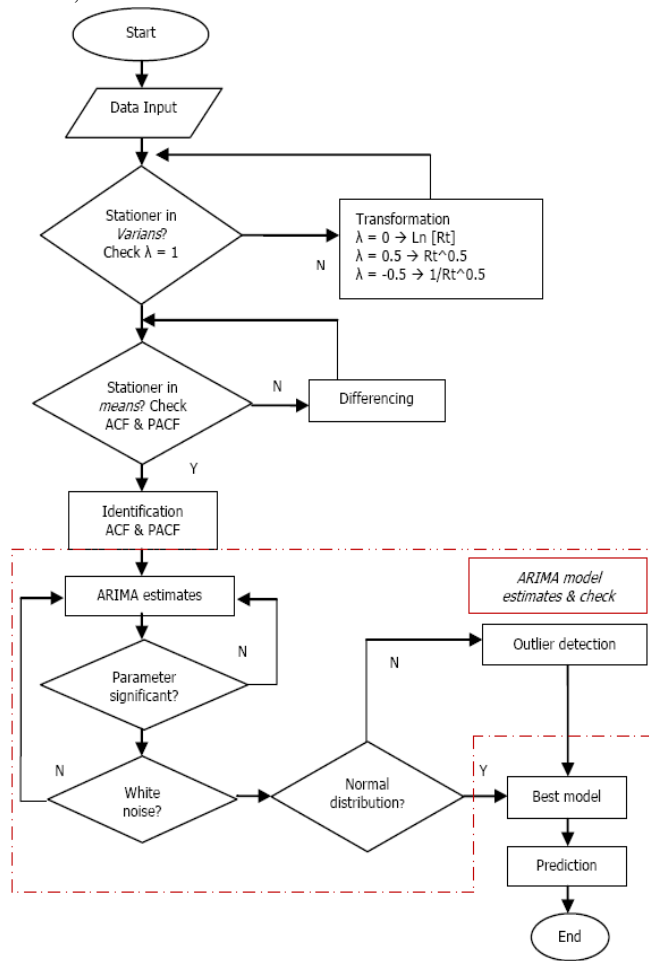 Start
Data Input
Stationer in
Varians?
Check λ = 1
N
Transformation
λ = 0 → Ln [Rt]
λ = 0.5 → Rt^0.5
λ = -0.5 → 1/Rt^0.5
Stationer in
means? Check
ACF & PACF
N
Differencing
Y
Identification
ACF & PACF
ARIMA model
estimates & check
ARIMA estimates
N
Parameter
significant?
N
White
noise?
Normal
distribution?
N
Outlier detection
Y
Best model
Prediction
End